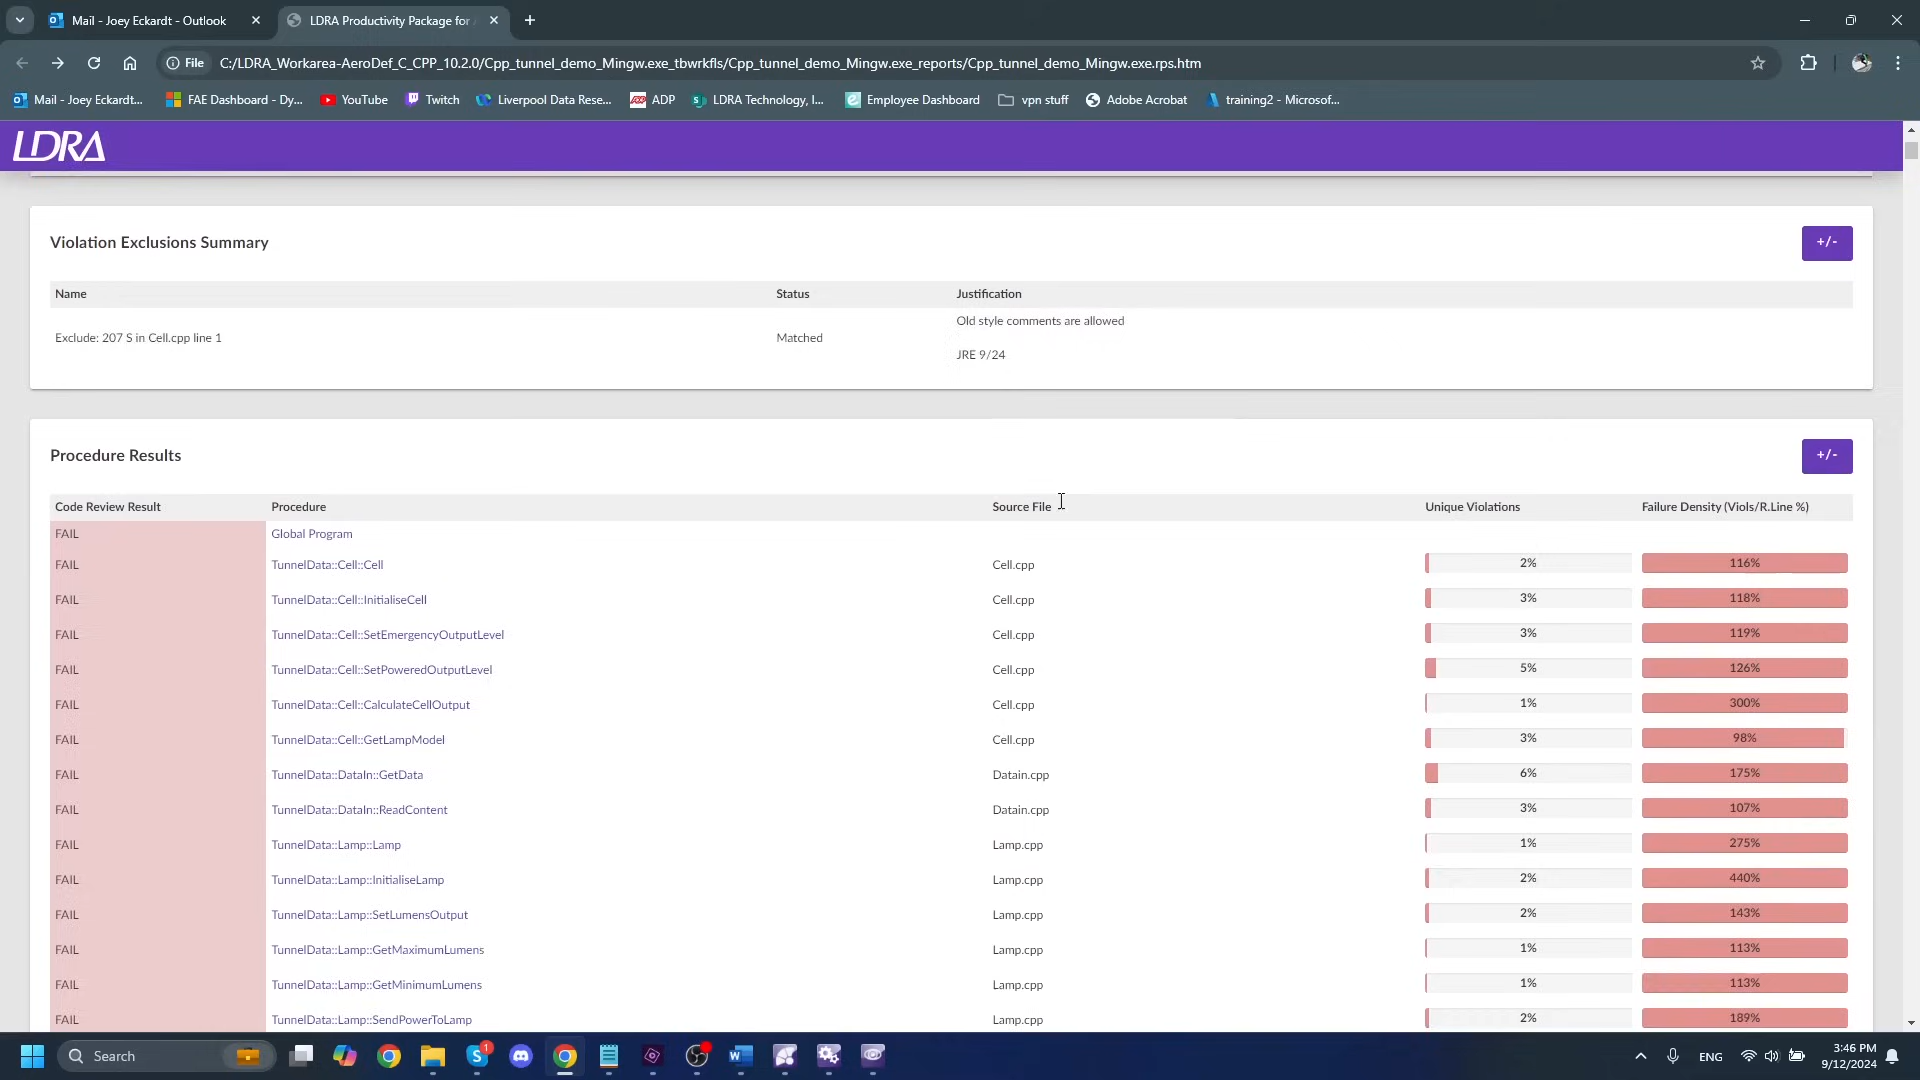 Mail - Joey Eckardt - Outlook
LDRA Productivity Package for
File
C:/LDRA_Workarea-AeroDef_C_CPP_10.2.0/Cpp_tunnel_demo_Mingw.exe_tbwrkfls/Cpp_tunnel_demo_Mingw.exe_reports/Cpp_tunnel_demo_Mingw.exe.rps.htm
Mail - Joey Eckardt... FAE Dashboard - Dy... YouTube Twitch Liverpool Data Rese... ADP LDRA Technology, I... Employee Dashboard vpn stuff Adobe Acrobat training2 - Microsof...
LDRA
Violation Exclusions Summary
+/-
Name Status Justification
Old style comments are allowed
Exclude: 207 S in Cell.cpp line 1 Matched
JRE 9/24
Procedure Results
+/-
Code Review Result Procedure Source File Unique Violations Failure Density (Viols/R.Line %)
FAIL Global Program
FAIL TunnelData::Cell::Cell Cell.cpp 2% 116%
FAIL TunnelData::Cell::InitialiseCell Cell.cpp 3% 118%
FAIL TunnelData::Cell::SetEmergencyOutputLevel Cell.cpp 3% 119%
FAIL TunnelData::Cell::SetPoweredOutputLevel Cell.cpp 5% 126%
FAIL TunnelData::Cell::CalculateCellOutput Cell.cpp 1% 300%
FAIL TunnelData::Cell::GetLampModel Cell.cpp 3% 98%
FAIL TunnelData::DataIn::GetData Datain.cpp 6% 175%
FAIL TunnelData::DataIn::ReadContent Datain.cpp 3% 107%
FAIL TunnelData::Lamp::Lamp Lamp.cpp 1% 275%
FAIL TunnelData::Lamp::InitialiseLamp Lamp.cpp 2% 440%
FAIL TunnelData::Lamp::SetLumensOutput Lamp.cpp 2% 143%
FAIL TunnelData::Lamp::GetMaximumLumens Lamp.cpp 1% 113%
FAIL TunnelData::Lamp::GetMinimumLumens Lamp.cpp 1% 113%
FAIL TunnelData::Lamp::SendPowerToLamp Lamp.cpp 2% 189%
Search
1
ENG
3:46 PM
9/12/2024